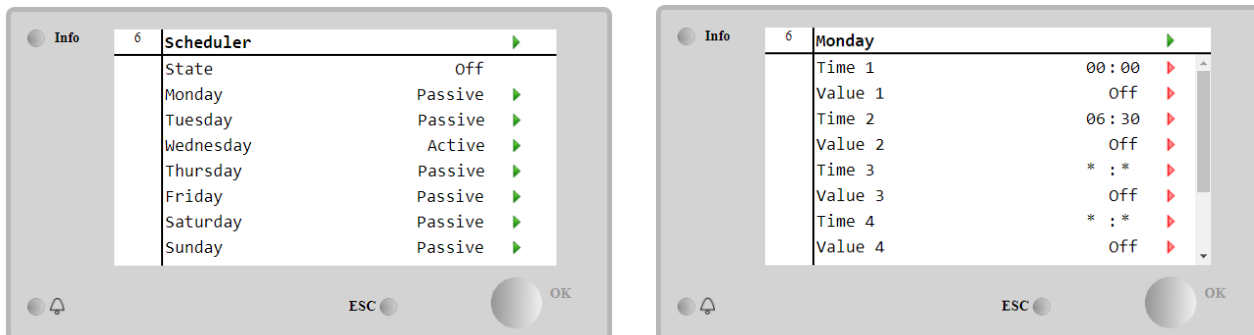 Info
6 Scheduler
State Off
Monday Passive
Tuesday Passive
Wednesday Active
Thursday Passive
Friday Passive
Saturday Passive
Sunday Passive
ESC
OK
Info
6 Monday
Time 1 00:00
Value 1 Off
Time 2 06:30
Value 2 Off
Time 3 * :*
Value 3 Off
Time 4 * :*
Value 4 Off
ESC
OK